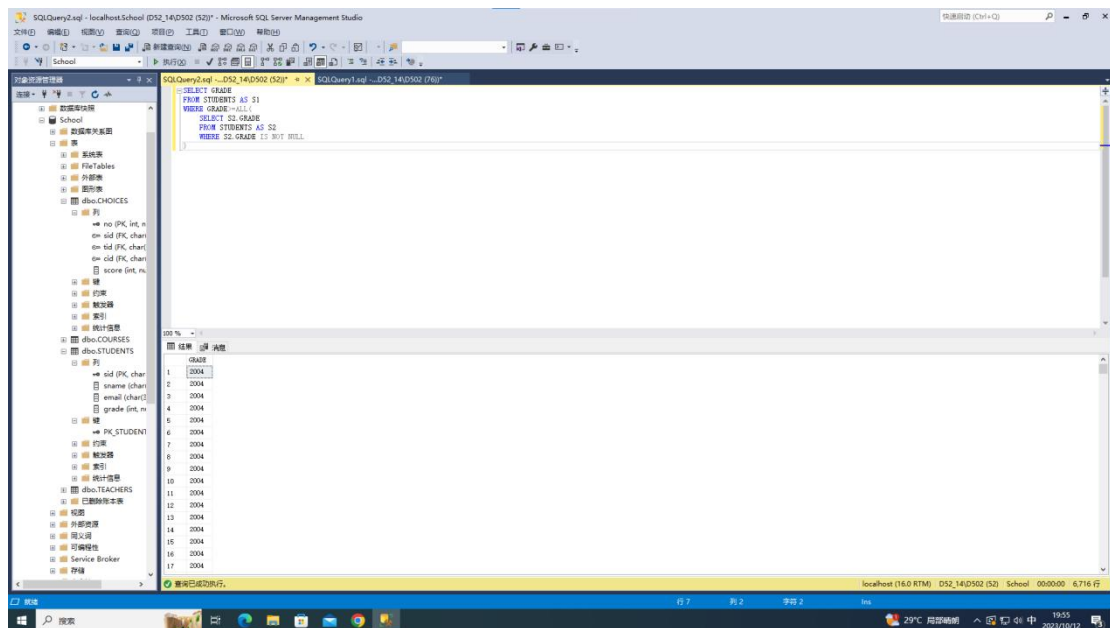 SQLQuery2.sql - localhost.School (D52_14\D502 (52))* - Microsoft SQL Server Management Studio
快速启动 (Ctrl+Q)
文件(F) 编辑(E) 视图(V) 查询(Q) 项目(P) 工具(T) 窗口(W) 帮助(H)
新建查询(N)
School
执行(X)
对象资源管理器
SQLQuery2.sql -...D52_14\D502 (52))*
SQLQuery1.sql -...D52_14\D502 (76))*
连接
SELECT GRADE
FROM STUDENTS AS S1
WHERE GRADE>=ALL(
SELECT S2.GRADE
FROM STUDENTS AS S2
WHERE S2.GRADE IS NOT NULL
)
数据库快照
School
数据库关系图
表
系统表
FileTables
外部表
图形表
dbo.CHOICES
列
no (PK, int, n
sid (FK, char(
tid (FK, char(
cid (FK, char(
score (int, nu
键
约束
触发器
索引
统计信息
dbo.COURSES
dbo.STUDENTS
列
sid (PK, char
sname (char(
email (char(3
grade (int, nu
键
PK_STUDENT
约束
触发器
索引
统计信息
dbo.TEACHERS
已删除账本表
视图
外部资源
同义词
可编程性
Service Broker
存储
100 %
结果 消息
GRADE
1 2004
2 2004
3 2004
4 2004
5 2004
6 2004
7 2004
8 2004
9 2004
10 2004
11 2004
12 2004
13 2004
14 2004
15 2004
16 2004
17 2004
查询已成功执行。
localhost (16.0 RTM) D52_14\D502 (52) School 00:00:00 6,716 行
就绪
行 7 列 2 字符 2 Ins
搜索
29°C 局部晴朗
中
19:55
2023/10/12